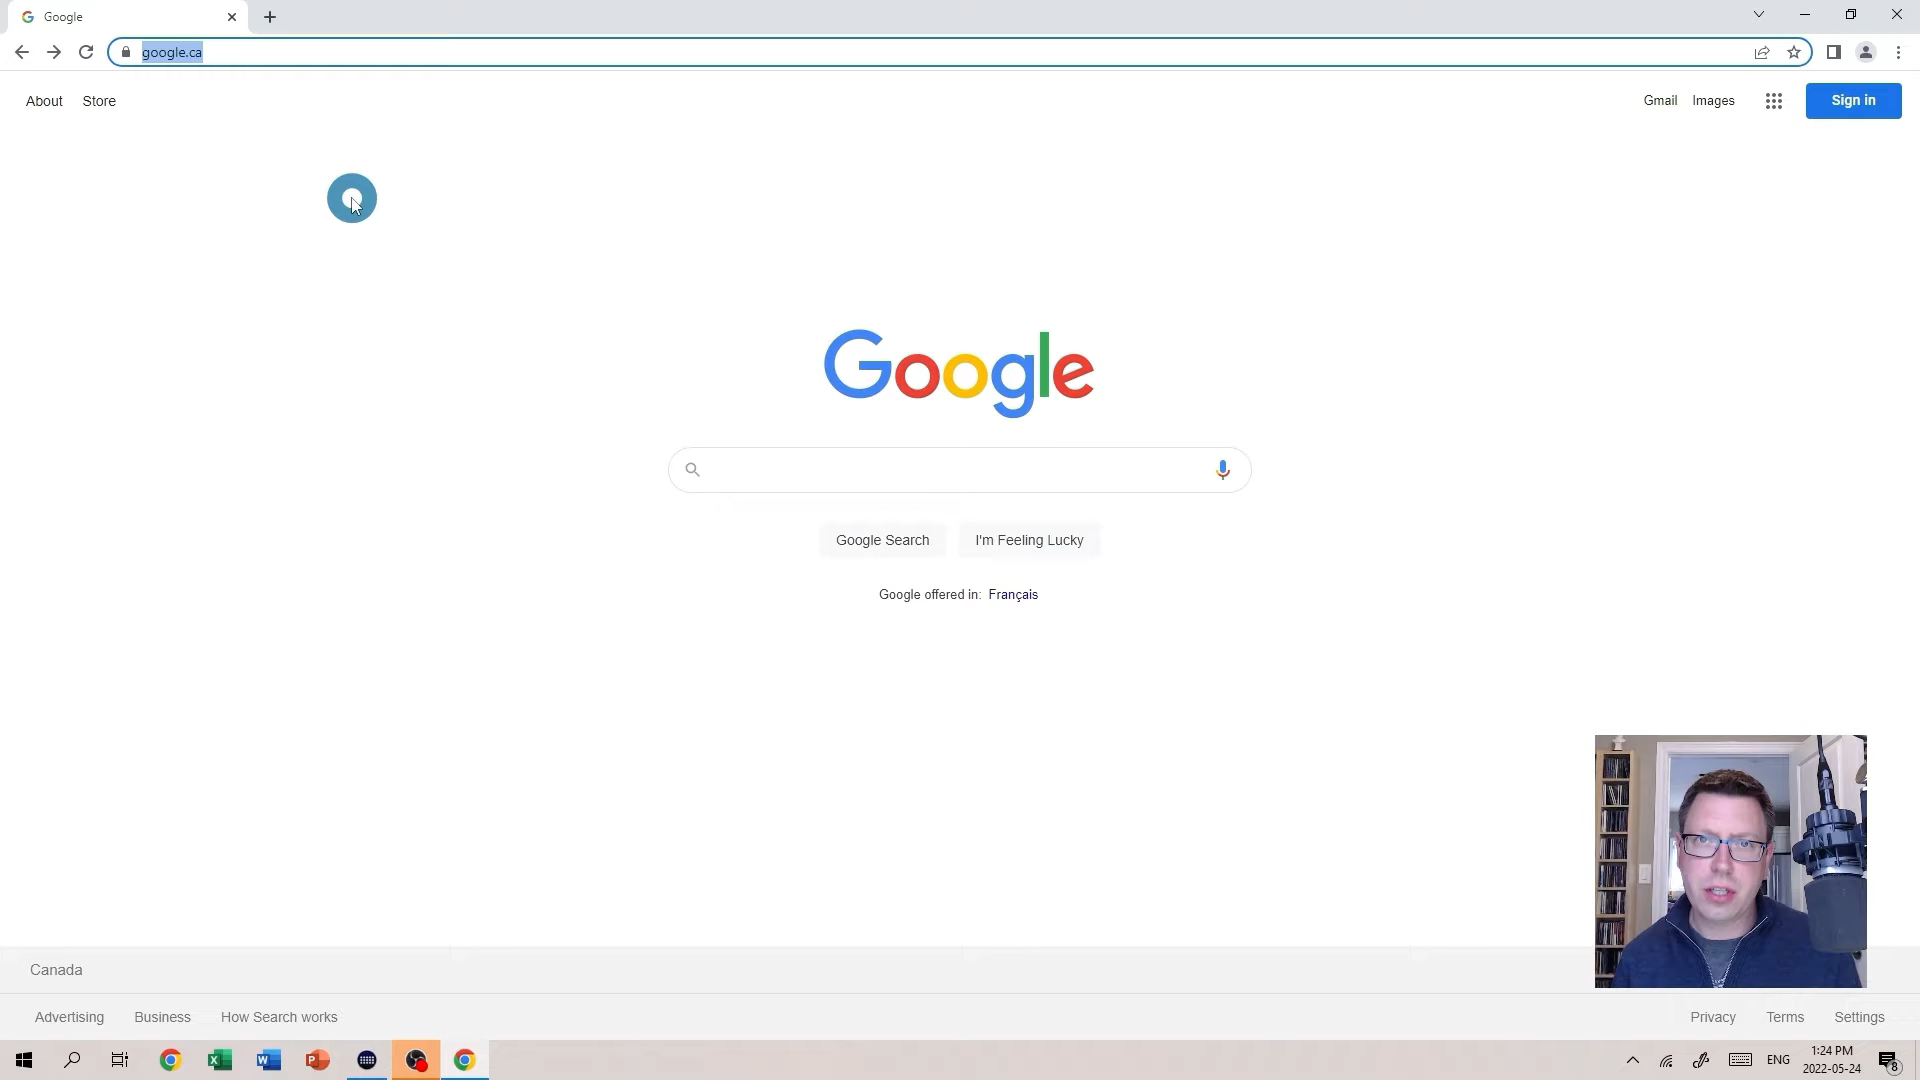 Google
google.ca
About Store
Gmail Images Sign in
Google
Google Search I'm Feeling Lucky
Google offered in: Français
Canada
Advertising Business How Search works
Privacy Terms Settings
ENG
1:24 PM
2022-05-24
8